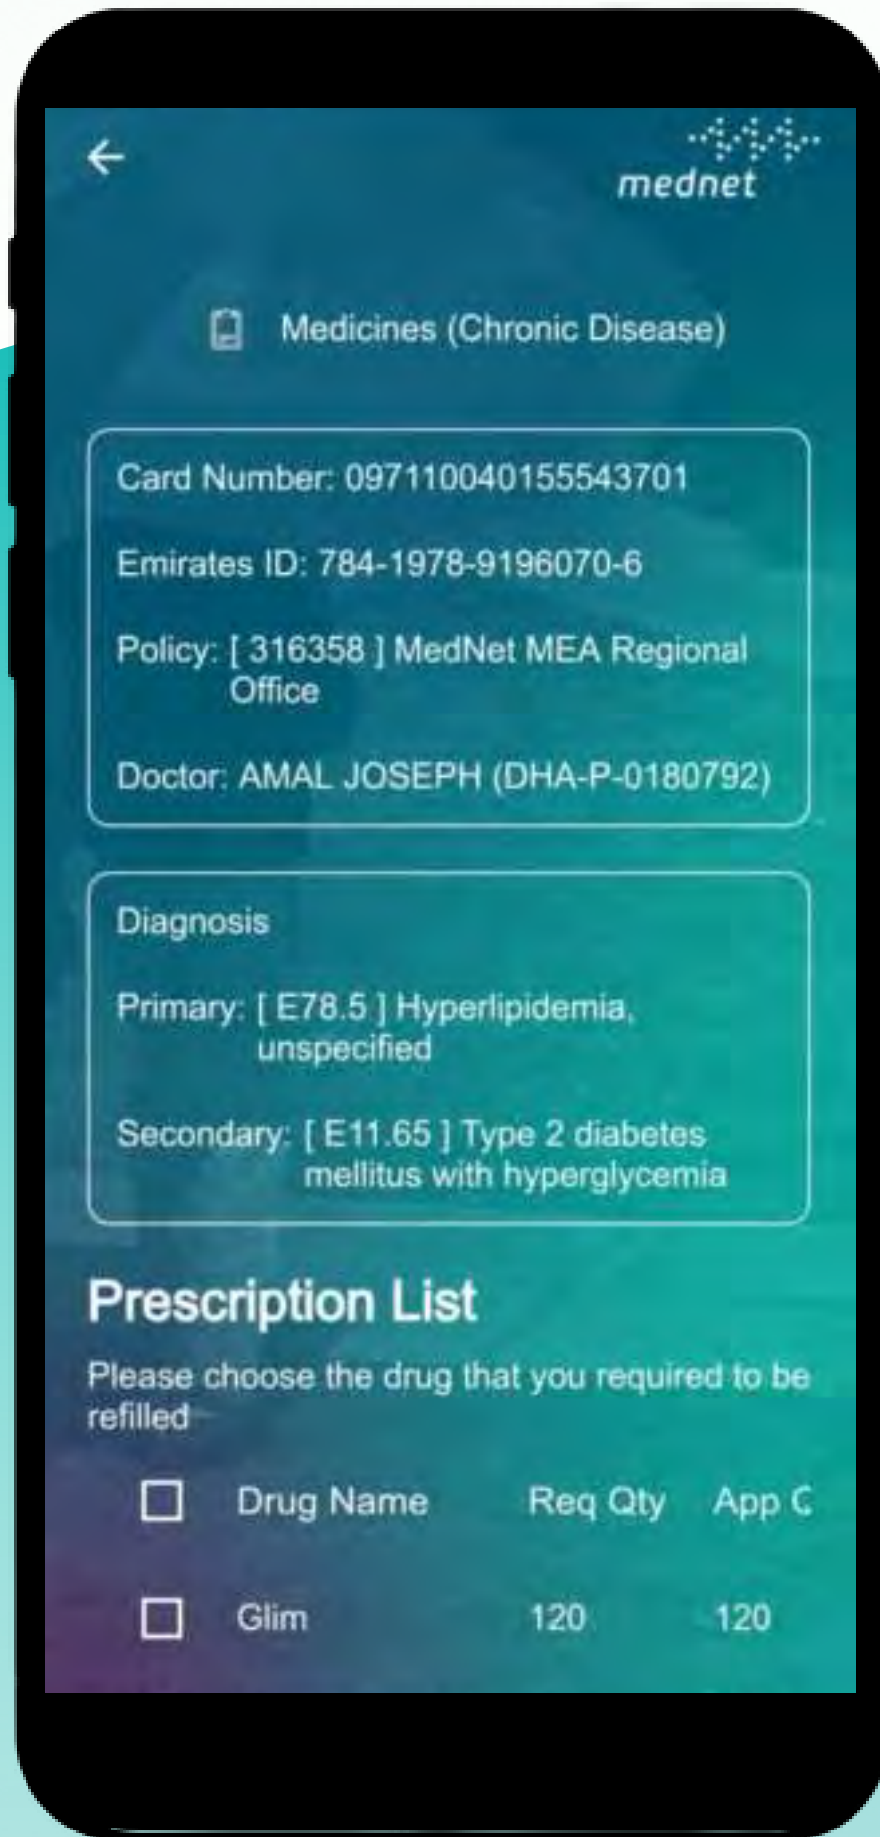 mednet
Medicines (Chronic Disease)
Card Number: 097110040155543701
Emirates ID: 784-1978-9196070-6
Policy: [ 316358 ] MedNet MEA Regional
Office
Doctor: AMAL JOSEPH (DHA-P-0180792)
Diagnosis
Primary: [ E78.5 ] Hyperlipidemia,
unspecified
Secondary: [ E11.65 ] Type 2 diabetes
mellitus with hyperglycemia
Prescription List
Please choose the drug that you required to be
refilled
Drug Name Req Qty App
Glim 120 120